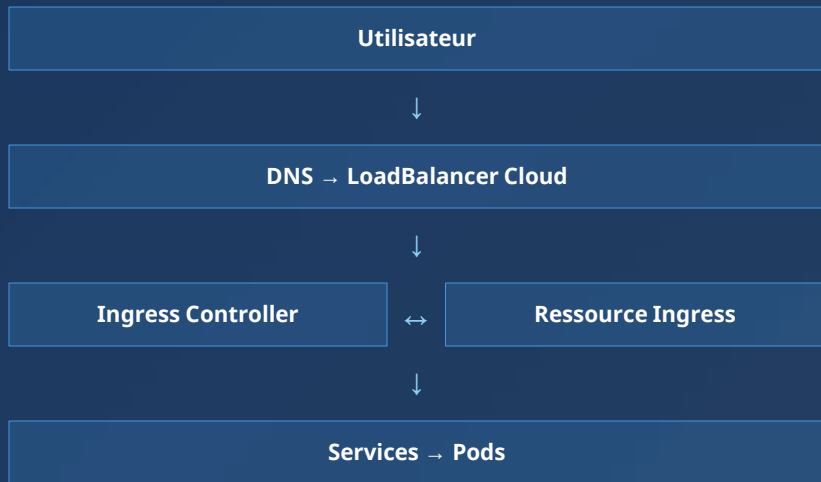 Utilisateur
↓
DNS → LoadBalancer Cloud
↓
Ingress Controller ↔ Ressource Ingress
↓
Services → Pods